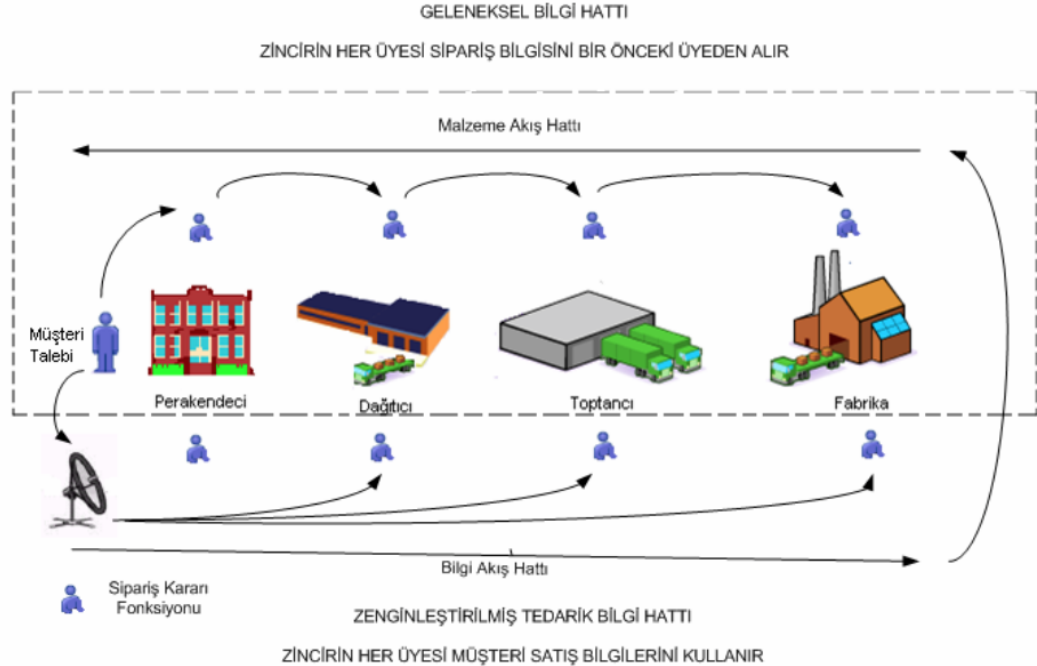 GELENEKSEL BİLGİ HATTI
ZİNCİRİN HER ÜYESİ SİPARİŞ BİLGİSİNİ BİR ÖNCEKİ ÜYEDEN ALIR
Malzeme Akış Hattı
Müşteri
Talebi
Perakendeci
Dağıtıcı
Toptancı
Fabrika
Bilgi Akış Hattı
Sipariş Kararı
Fonksiyonu
ZENGİNLEŞTİRİLMİŞ TEDARİK BİLGİ HATTI
ZİNCİRİN HER ÜYESİ MÜŞTERİ SATIŞ BİLGİLERİNİ KULLANIR